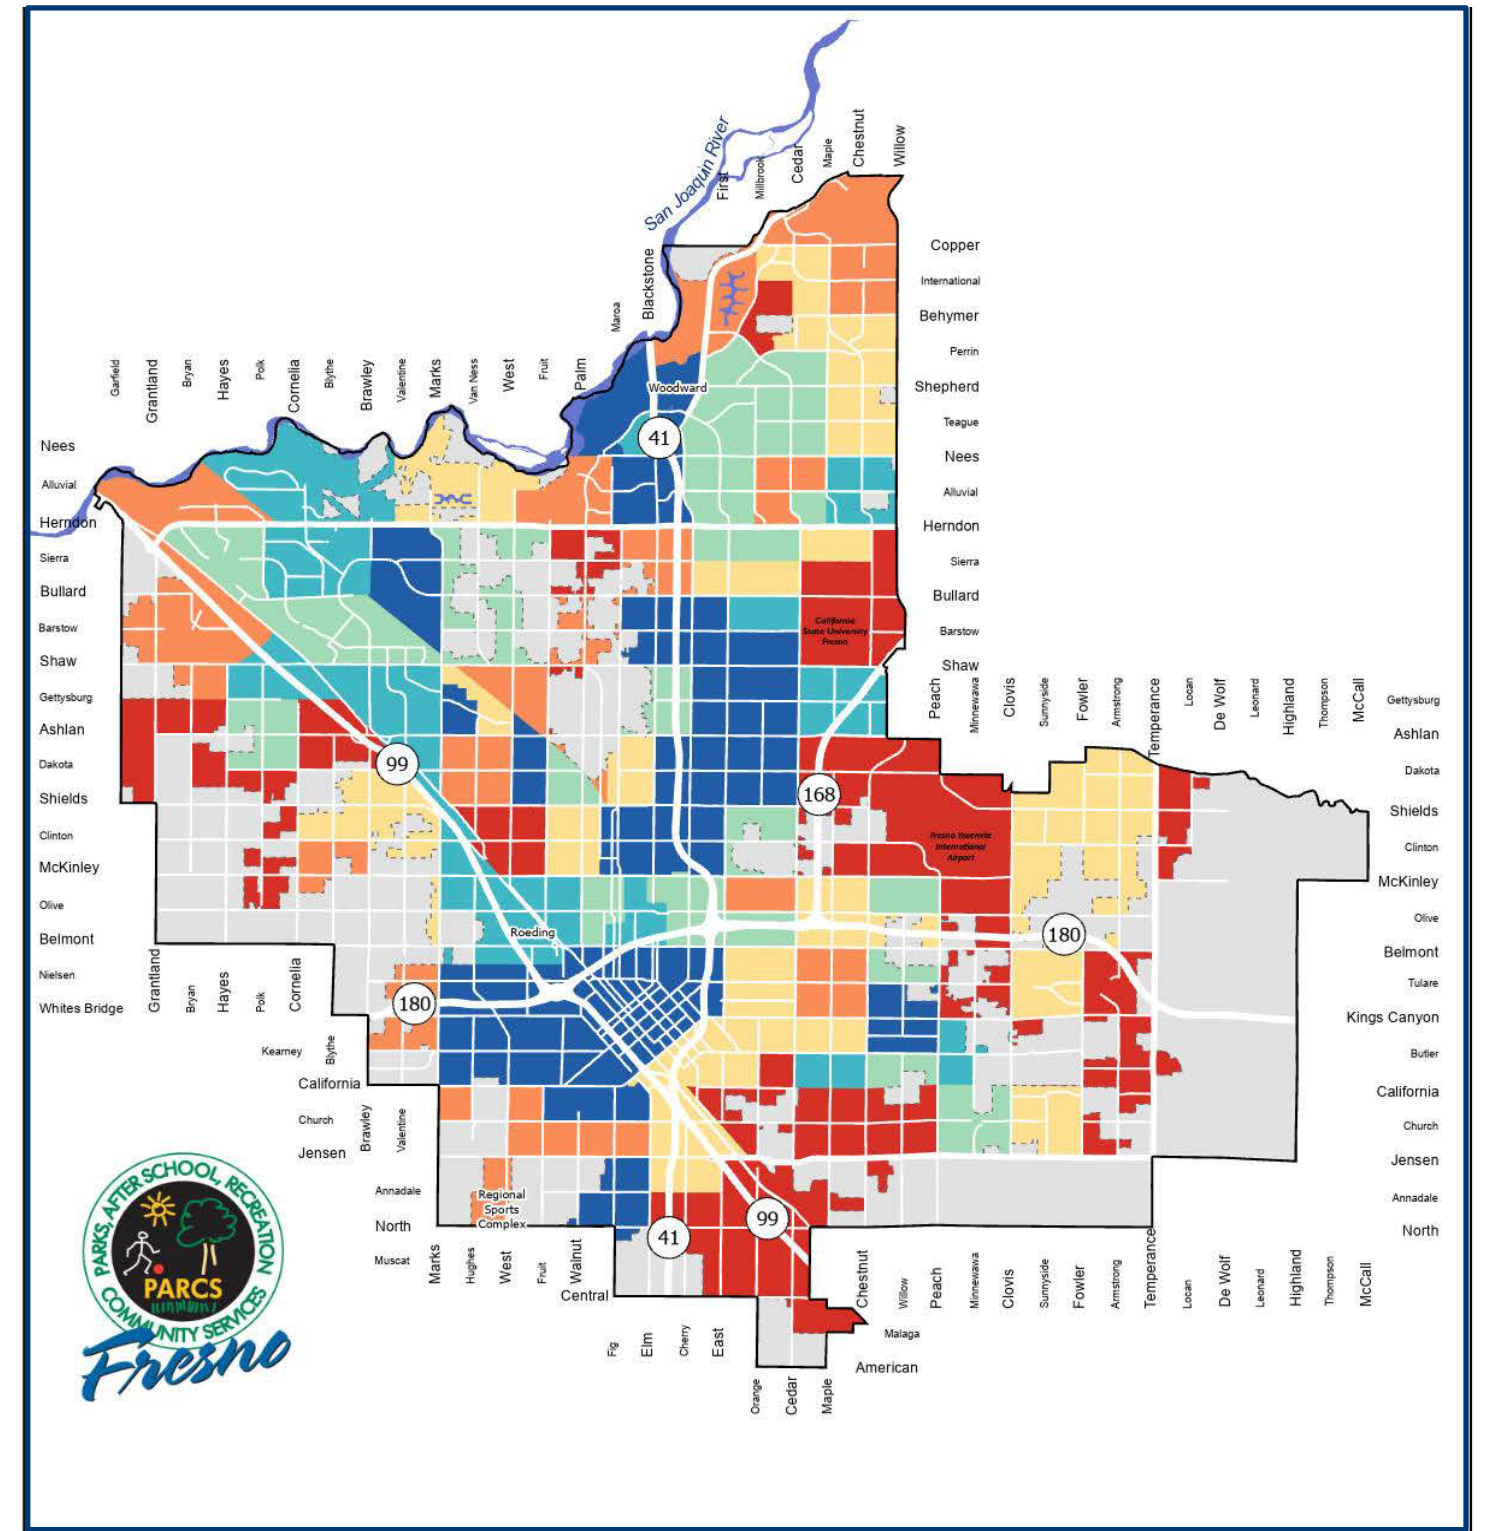 San Joaquin River
First
Millbrook
Cedar
Maple
Chestnut
Willow
Maroa
Blackstone
Copper
International
Behymer
Perrin
Shepherd
Teague
Nees
Alluvial
Herndon
Sierra
Bullard
Barstow
Shaw
Garfield
Grantland
Bryan
Hayes
Polk
Cornelia
Blythe
Brawley
Valentine
Marks
Van Ness
West
Fruit
Palm
Nees
Alluvial
Herndon
Sierra
Bullard
Barstow
Shaw
Gettysburg
Ashlan
Dakota
Shields
Clinton
McKinley
Olive
Belmont
Nielsen
Whites Bridge
Woodward
41
California
State University
Fresno
99
168
Fresno Yosemite
International
Airport
Roeding
180
180
Peach
Minnewawa
Clovis
Sunnyside
Fowler
Armstrong
Temperance
Locan
De Wolf
Leonard
Highland
Thompson
McCall
Gettysburg
Ashlan
Dakota
Shields
Clinton
McKinley
Olive
Belmont
Tulare
Kings Canyon
Butler
California
Church
Jensen
Annadale
North
Grantland
Bryan
Hayes
Polk
Cornelia
Blythe
Kearney
California
Church
Brawley
Valentine
Jensen
Annadale
North
Muscat
Regional
Sports
Complex
41
99
Marks
Hughes
West
Fruit
Walnut
Central
Fig
Elm
Cherry
East
Orange
Cedar
Maple
Malaga
American
Chestnut
Willow
Peach
Minnewawa
Clovis
Sunnyside
Fowler
Armstrong
Temperance
Locan
De Wolf
Leonard
Highland
Thompson
McCall
PARKS, AFTER SCHOOL, RECREATION
COMMUNITY SERVICES
PARCS
Fresno